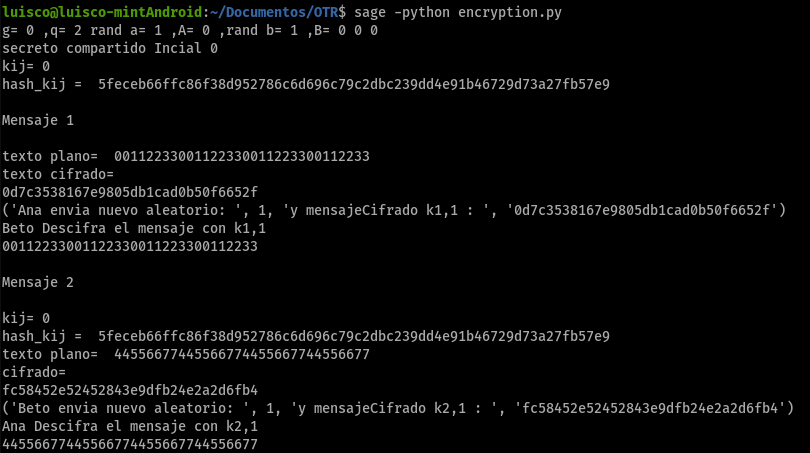 luisco@luisco-mintAndroid:~/Documentos/OTR$ sage -python encryption.py
g= 0 ,q= 2 rand a= 1 ,A= 0 ,rand b= 1 ,B= 0 0 0
secreto compartido Incial 0
kij= 0
hash_kij =  5feceb66ffc86f38d952786c6d696c79c2dbc239dd4e91b46729d73a27fb57e9
Mensaje 1
texto plano=  00112233001122330011223300112233
texto cifrado=
0d7c3538167e9805db1cad0b50f6652f
('Ana envia nuevo aleatorio: ', 1, 'y mensajeCifrado k1,1 : ', '0d7c3538167e9805db1cad0b50f6652f')
Beto Descifra el mensaje con k1,1
00112233001122330011223300112233
Mensaje 2
kij= 0
hash_kij =  5feceb66ffc86f38d952786c6d696c79c2dbc239dd4e91b46729d73a27fb57e9
texto plano=  44556677445566774455667744556677
cifrado=
fc58452e52452843e9dfb24e2a2d6fb4
('Beto envia nuevo aleatorio: ', 1, 'y mensajeCifrado k2,1 : ', 'fc58452e52452843e9dfb24e2a2d6fb4')
Ana Descifra el mensaje con k2,1
44556677445566774455667744556677